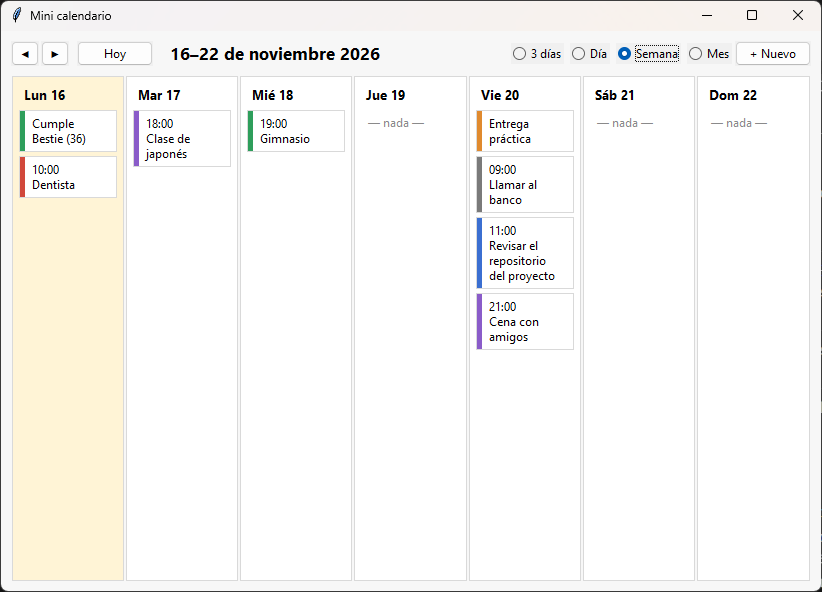 Mini calendario
◄ ► Hoy 16–22 de noviembre 2026 3 días Día Semana Mes + Nuevo
Lun 16
Cumple
Bestie (36)
10:00
Dentista
Mar 17
18:00
Clase de
japonés
Mié 18
19:00
Gimnasio
Jue 19
— nada —
Vie 20
Entrega
práctica
09:00
Llamar al
banco
11:00
Revisar el
repositorio
del proyecto
21:00
Cena con
amigos
Sáb 21
— nada —
Dom 22
— nada —